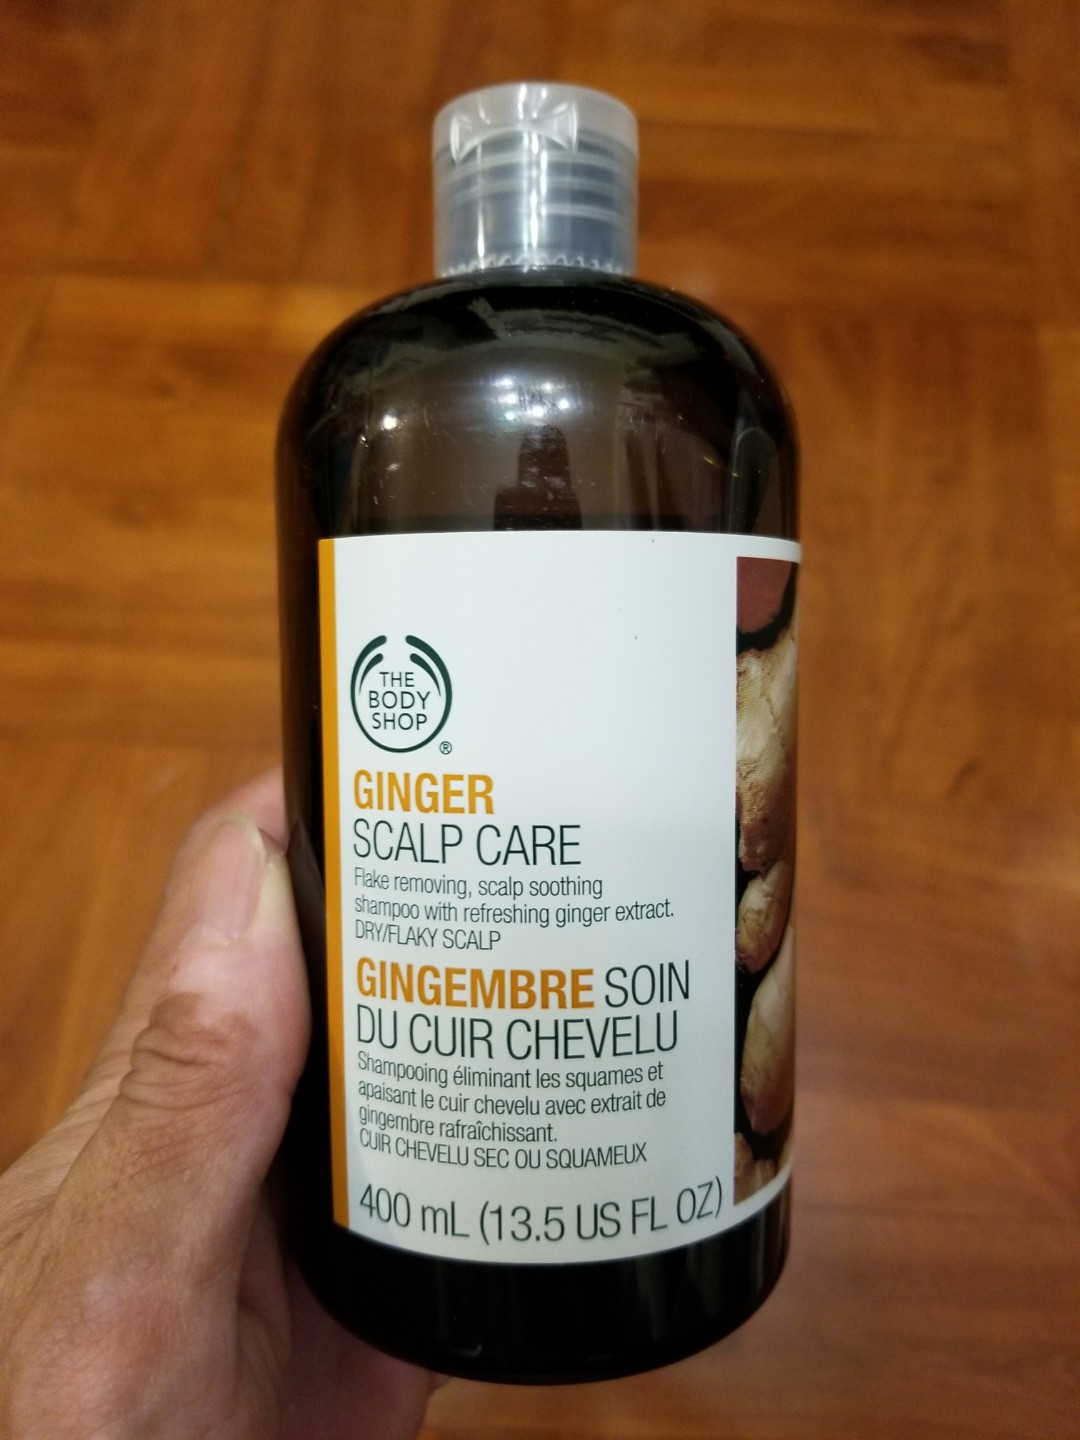 THE
BODY
SHOP
®
GINGER
SCALP CARE
Flake removing, scalp soothing
shampoo with refreshing ginger extract.
DRY/FLAKY SCALP
GINGEMBRE SOIN
DU CUIR CHEVELU
Shampooing éliminant les squames et
apaisant le cuir chevelu avec extrait de
gingembre rafraîchissant.
CUIR CHEVELU SEC OU SQUAMEUX
400 mL (13.5 US FL OZ)